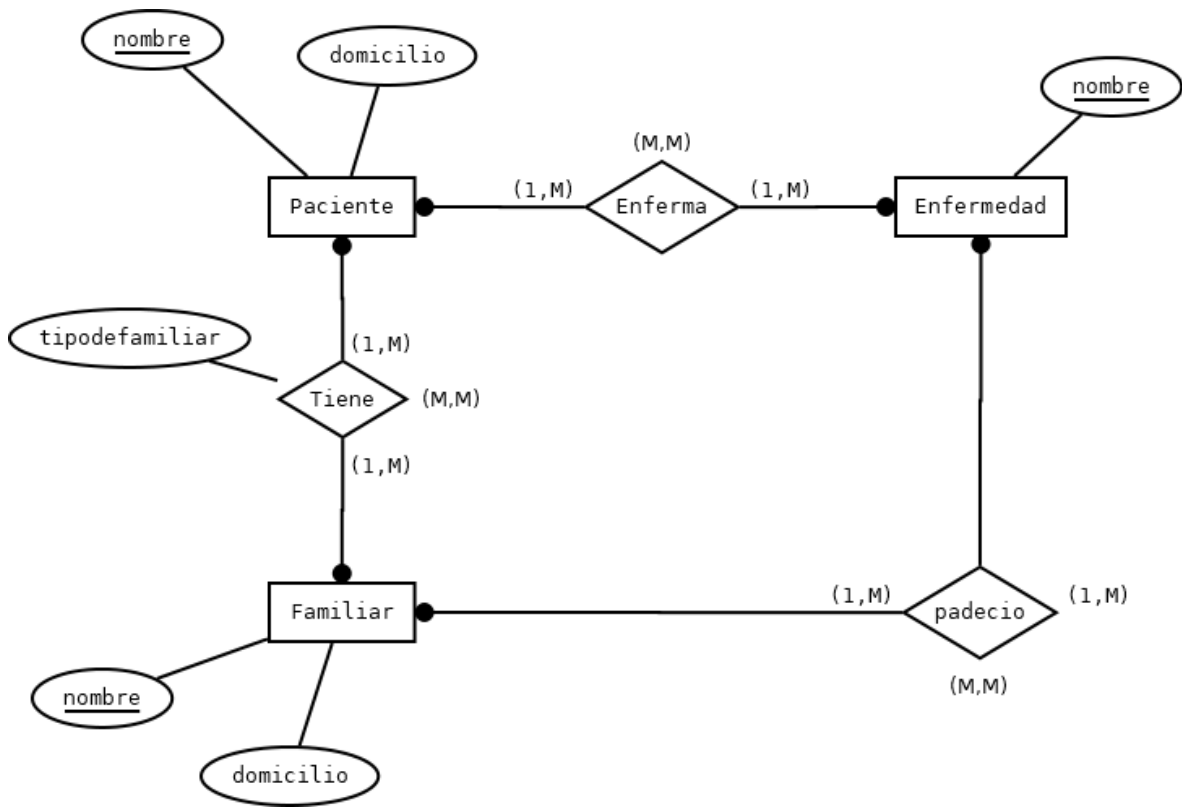 nombre
domicilio
nombre
(M,M)
(1,M)
(1,M)
Paciente
Enferma
Enfermedad
tipodefamiliar
(1,M)
Tiene
(M,M)
(1,M)
Familiar
(1,M)
padecio
(1,M)
(M,M)
nombre
domicilio